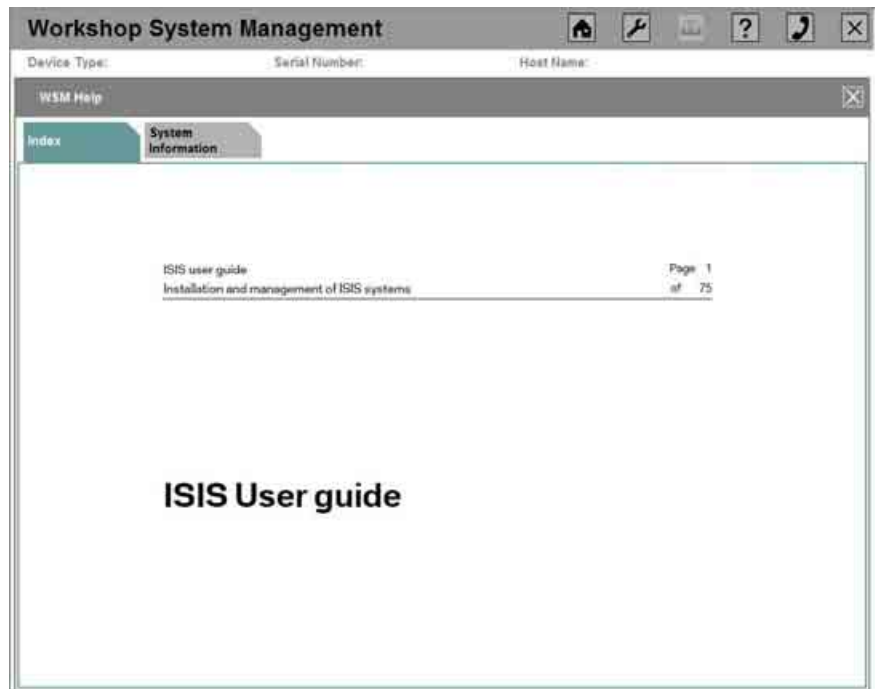 Workshop System Management
Device Type: Serial Number: Host Name:
WSM Help
Index
System
Information
ISIS user guide Page 1
Installation and management of ISIS systems of 75
ISIS User guide